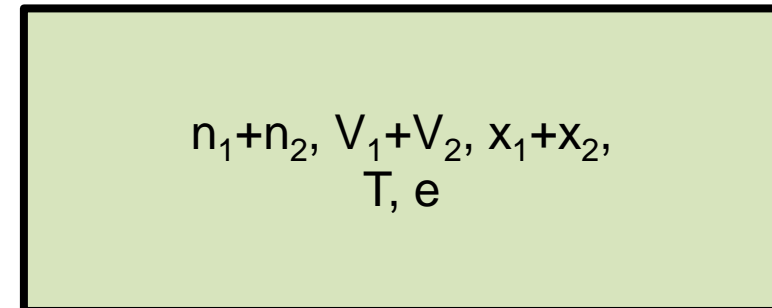 n₁+n₂, V₁+V₂, x₁+x₂,
T, e